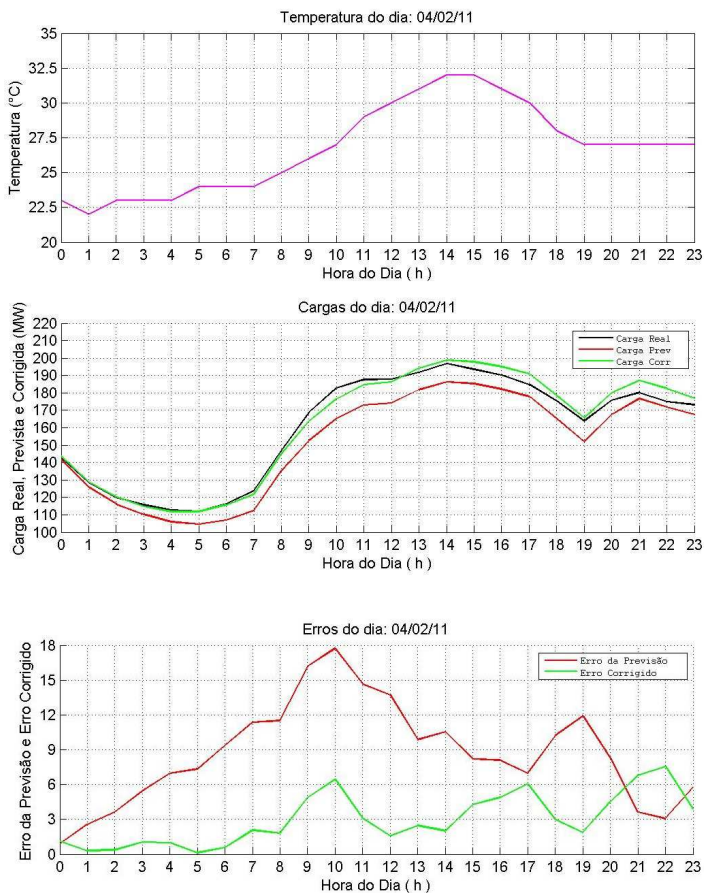 Temperatura do dia: 04/02/11
Temperatura (°C)
35
32.5
30
27.5
25
22.5
20
0 1 2 3 4 5 6 7 8 9 10 11 12 13 14 15 16 17 18 19 20 21 22 23
Hora do Dia ( h )
Cargas do dia: 04/02/11
Carga Real, Prevista e Corrigida (MW)
220
210
200
190
180
170
160
150
140
130
120
110
100
Carga Real
Carga Prev
Carga Corr
0 1 2 3 4 5 6 7 8 9 10 11 12 13 14 15 16 17 18 19 20 21 22 23
Hora do Dia ( h )
Erros do dia: 04/02/11
Erro da Previsão e Erro Corrigido
18
15
12
9
6
3
0
Erro da Previsão
Erro Corrigido
0 1 2 3 4 5 6 7 8 9 10 11 12 13 14 15 16 17 18 19 20 21 22 23
Hora do Dia ( h )